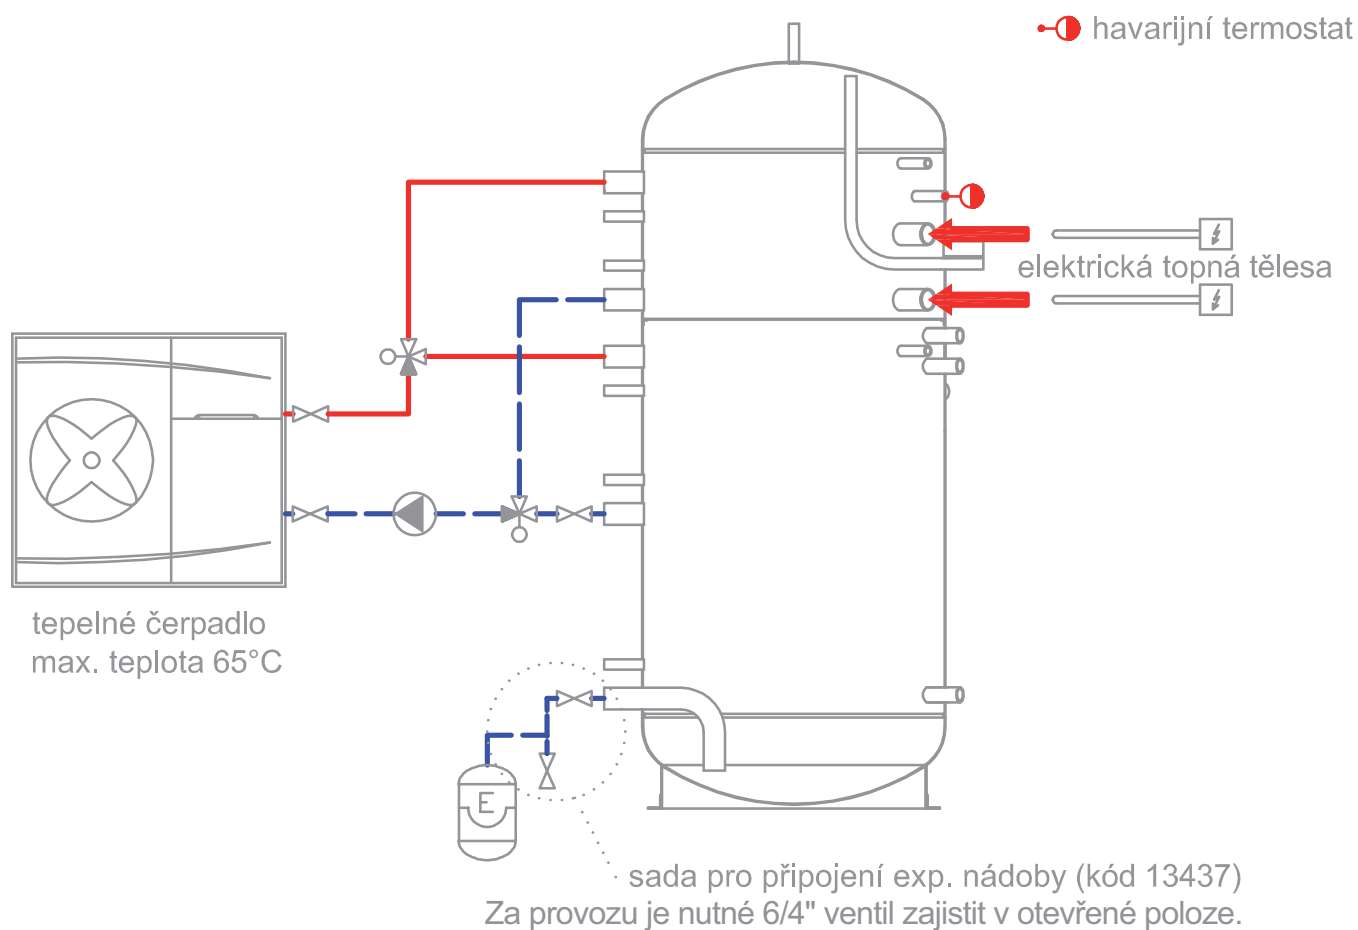 havarijní termostat
elektrická topná tělesa
tepelné čerpadlo
max. teplota 65°C
E
sada pro připojení exp. nádoby (kód 13437)
Za provozu je nutné 6/4" ventil zajistit v otevřené poloze.